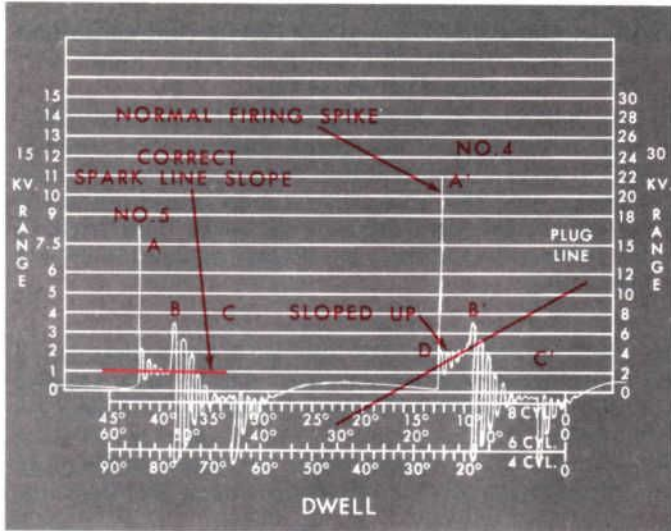 15 30
14 28
NORMAL FIRING SPIKE
13 26
15 KV. RANGE
12 24
30 KV. RANGE
CORRECT
NO.4
11 22
A'
SPARK LINE SLOPE
10 20
9 18
NO.5
7.5 15
A
PLUG
LINE
6 12
5 10
4 8
B C SLOPED UP B'
3 6
2 4
D
C'
1 2
0 0
45° 40° 35° 30° 25° 20° 15° 10° 8 CYL. 0
60° 50° 40° 30° 20° 6 CYL. 0
90° 80° 70° 60° 50° 40° 30° 20° 4 CYL. 0
DWELL